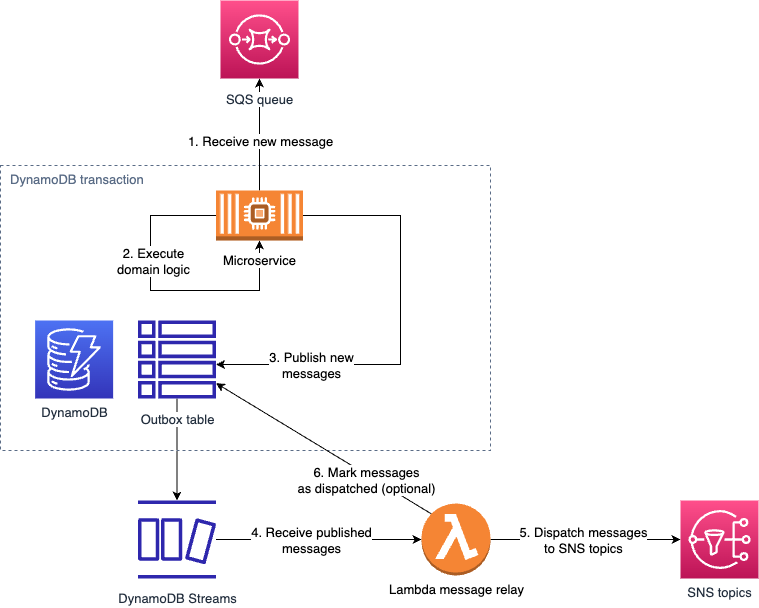 SQS queue
1. Receive new message
DynamoDB transaction
2. Execute
domain logic
Microservice
3. Publish new
messages
DynamoDB
Outbox table
6. Mark messages
as dispatched (optional)
4. Receive published
messages
5. Dispatch messages
to SNS topics
DynamoDB Streams
Lambda message relay
SNS topics